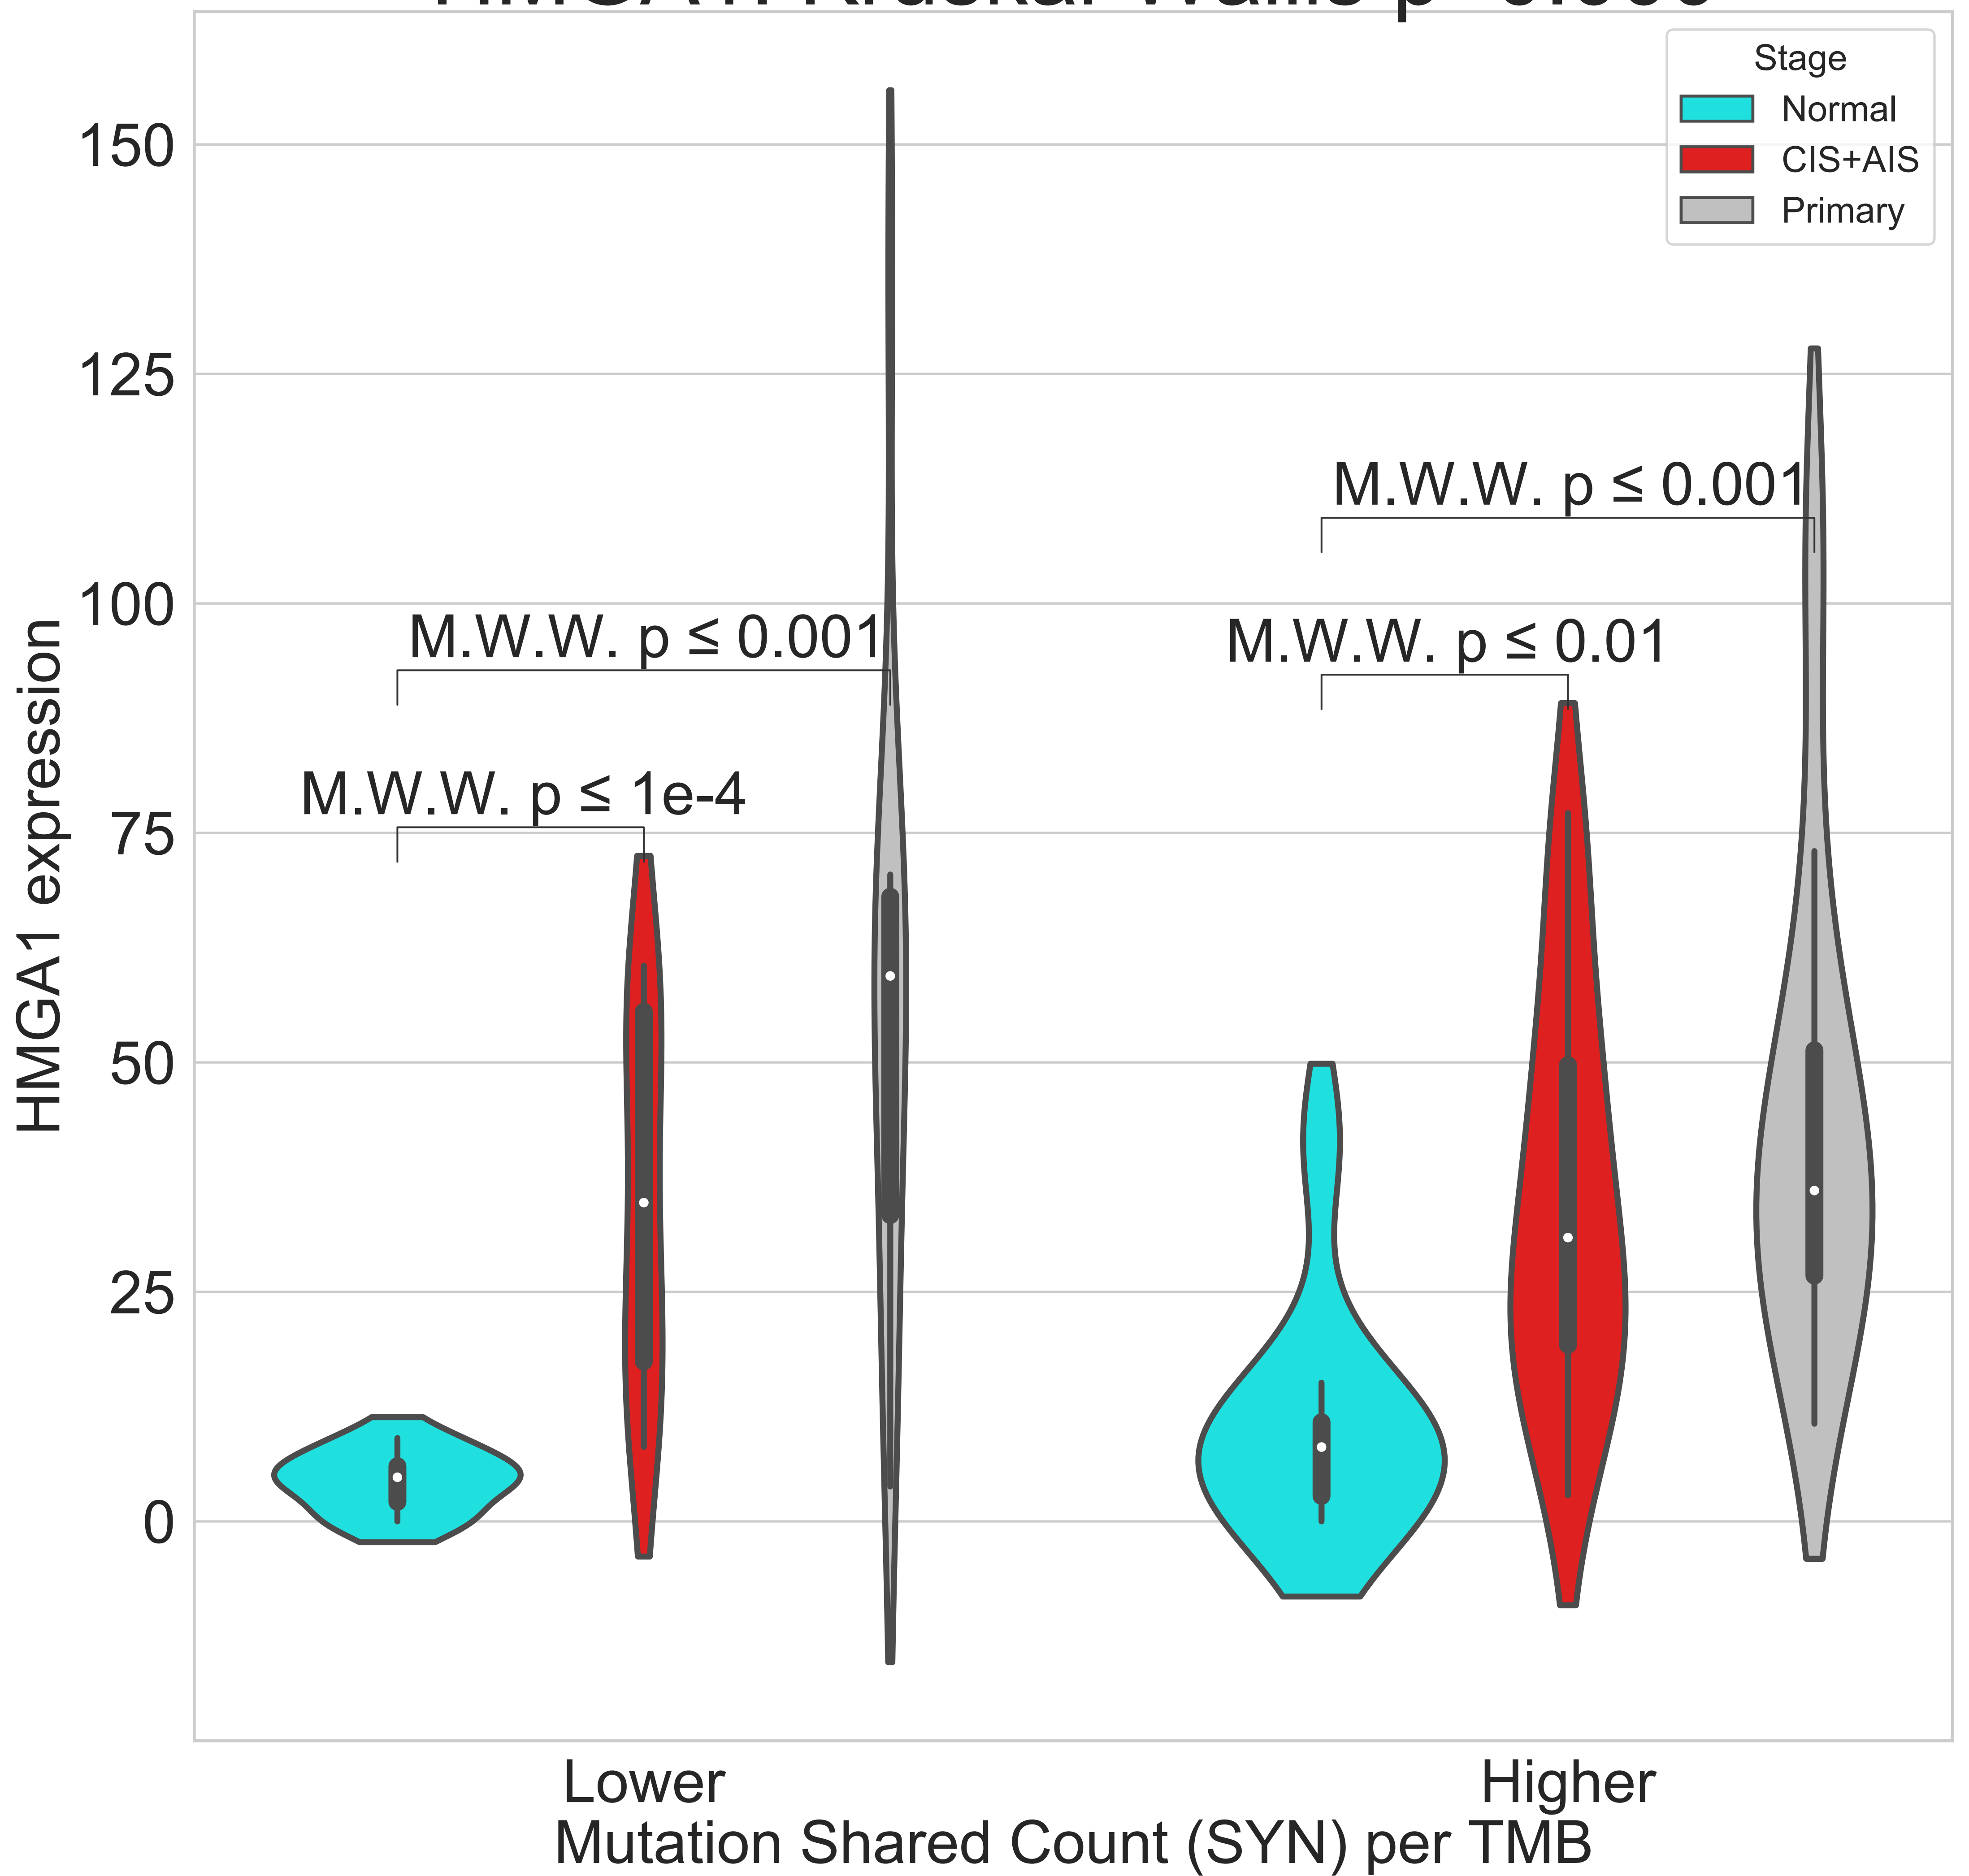 Stage
Normal
CIS+AIS
Primary
150
125
100
75
50
25
0
HMGA1 expression
M.W.W. p ≤ 0.001
M.W.W. p ≤ 0.001
M.W.W. p ≤ 0.01
M.W.W. p ≤ 1e-4
Lower
Higher
Mutation Shared Count (SYN) per TMB